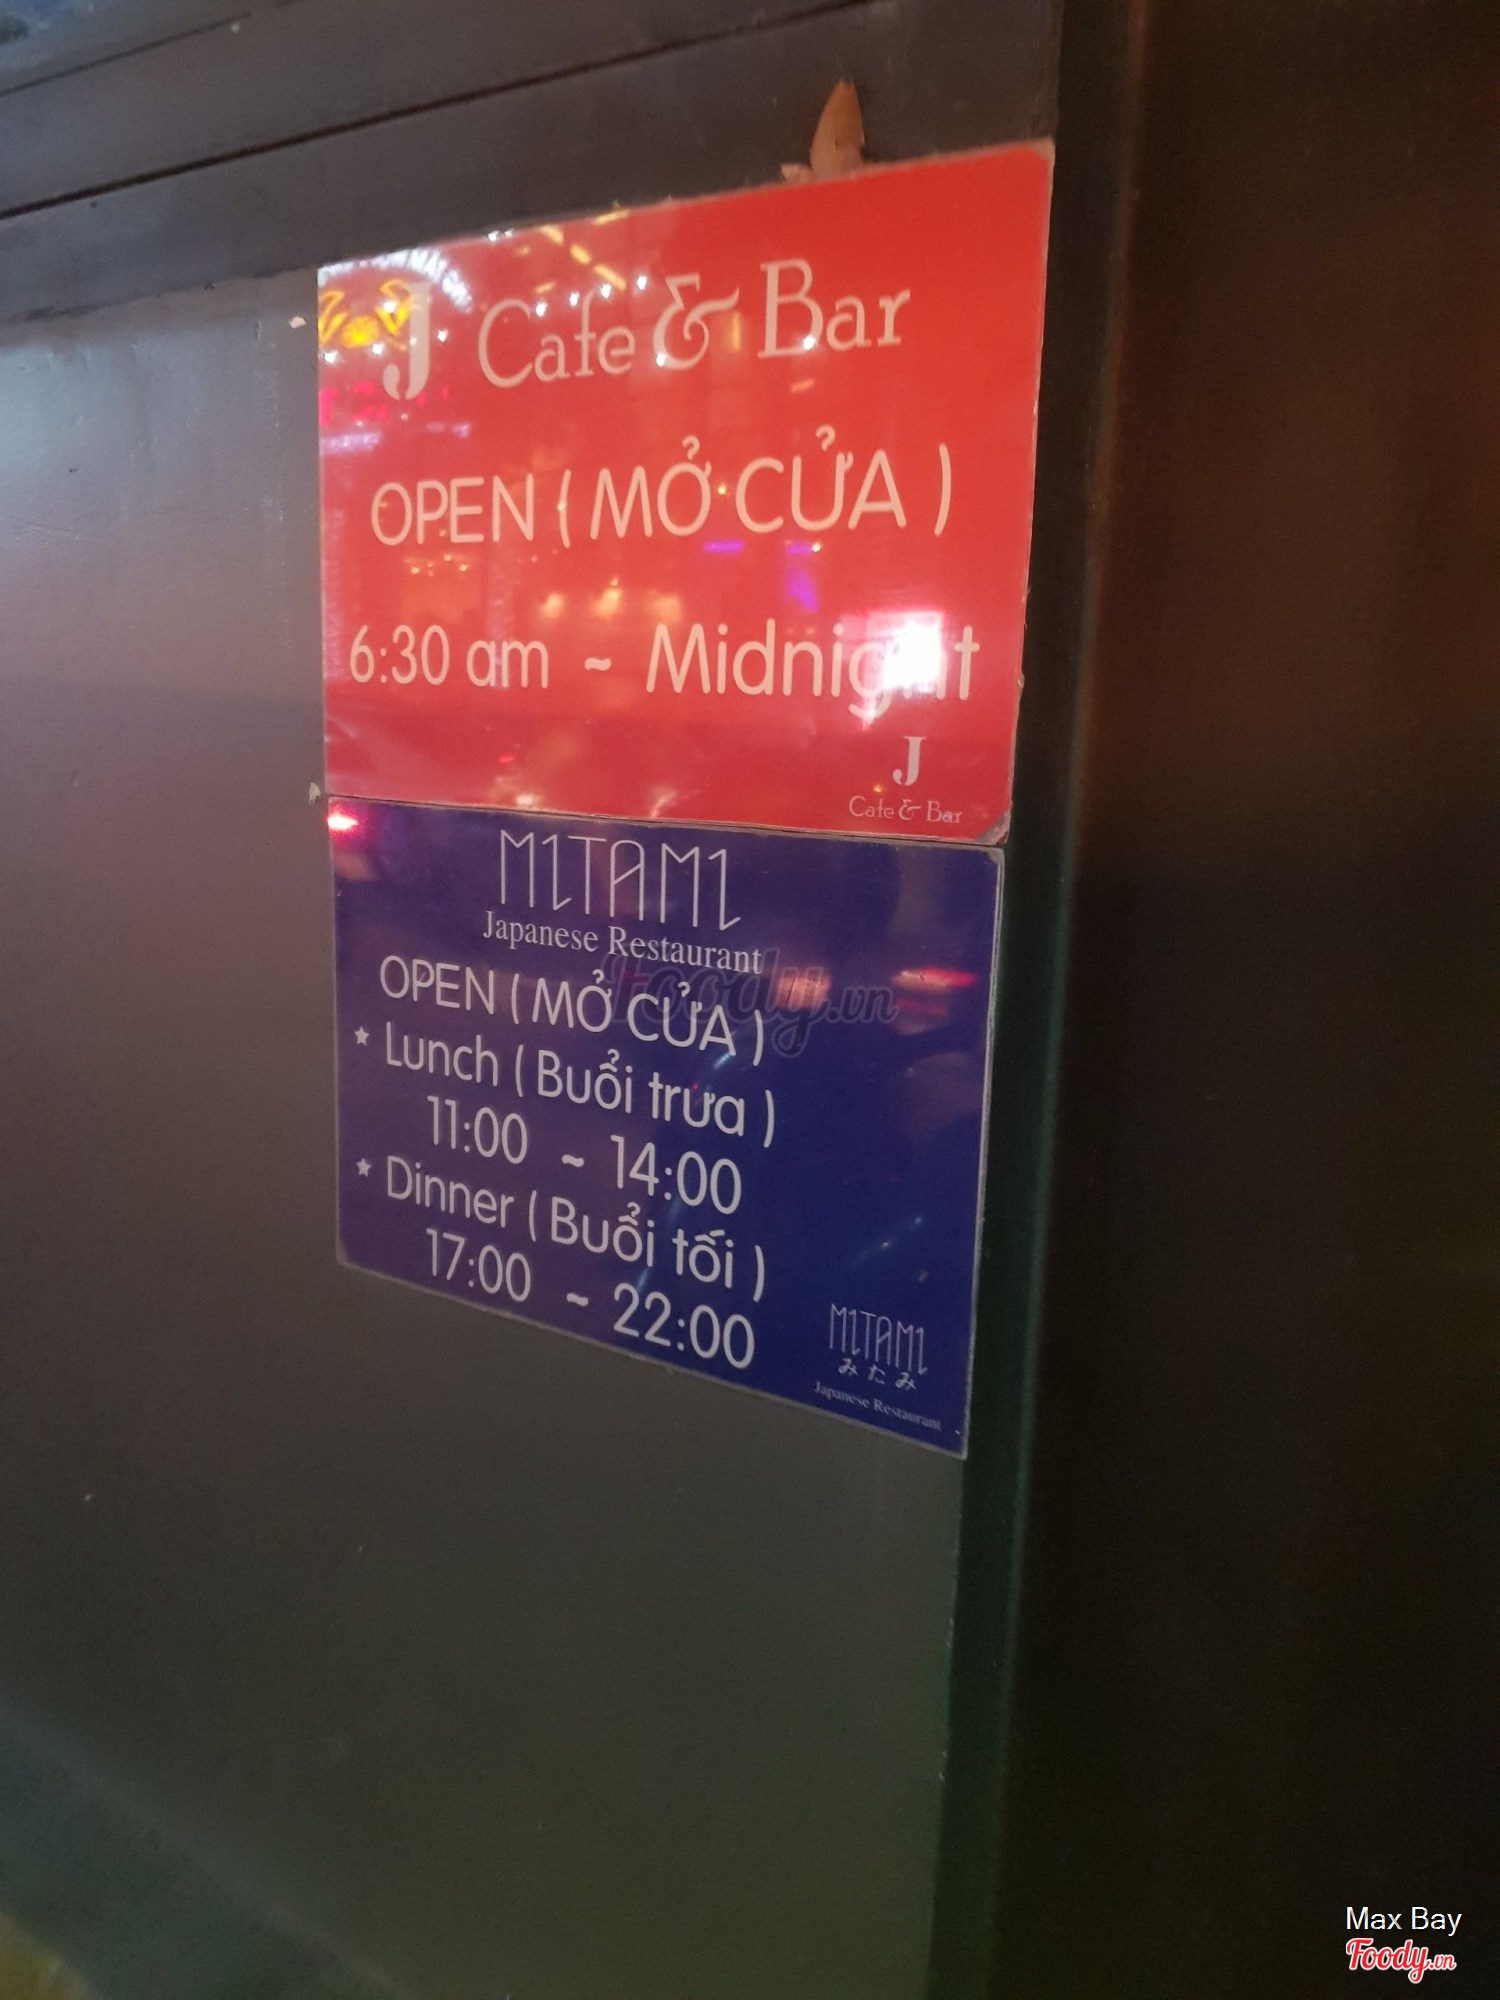 J Cafe & Bar
OPEN ( MỞ CỬA )
6:30 am ~ Midnight
J
Cafe & Bar
MITAMI
Japanese Restaurant
OPEN ( MỞ CỬA )
★ Lunch ( Buổi trưa )
11:00 ~ 14:00
★ Dinner ( Buổi tối )
17:00 ~ 22:00
MITAMI
みたみ
Japanese Restaurant
Foody.vn
Max Bay
Foody.vn